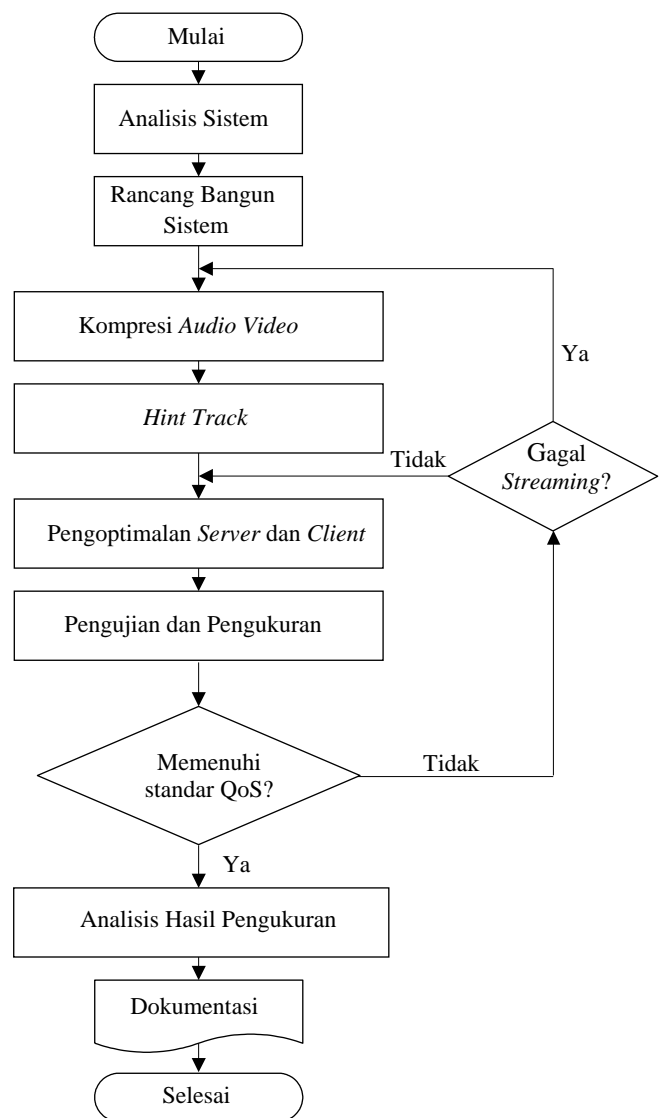 Mulai
Analisis Sistem
Rancang Bangun
Sistem
Kompresi Audio Video
Ya
Hint Track
Tidak
Gagal
Streaming?
Pengoptimalan Server dan Client
Pengujian dan Pengukuran
Memenuhi
standar QoS?
Tidak
Ya
Analisis Hasil Pengukuran
Dokumentasi
Selesai